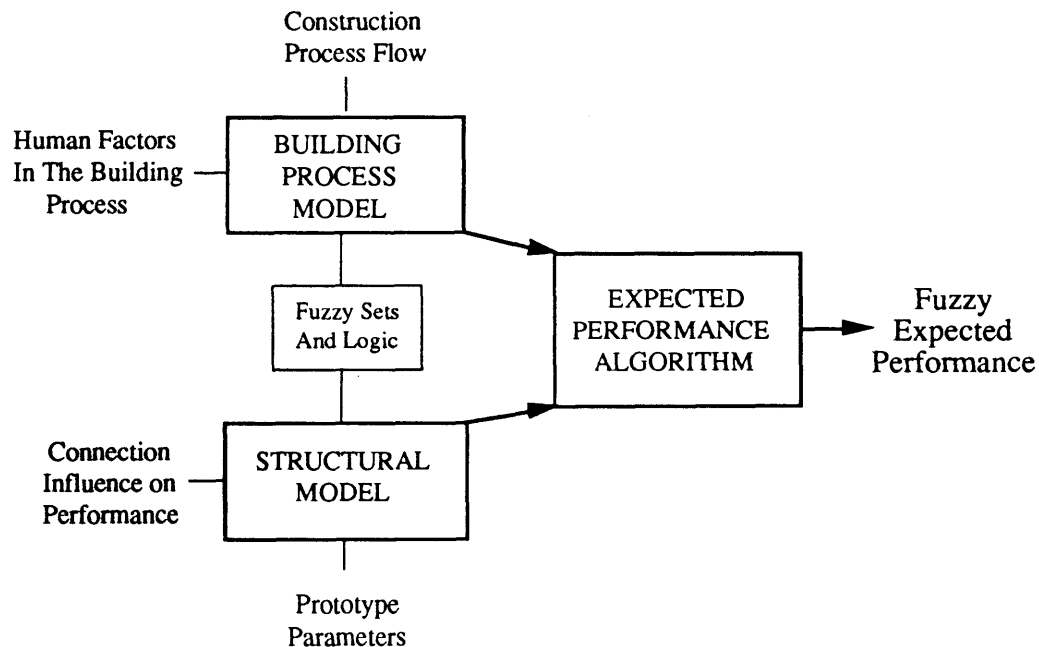 Construction
Process Flow
Human Factors
In The Building
Process
BUILDING
PROCESS
MODEL
Fuzzy Sets
And Logic
EXPECTED
PERFORMANCE
ALGORITHM
Fuzzy
Expected
Performance
Connection
Influence on
Performance
STRUCTURAL
MODEL
Prototype
Parameters